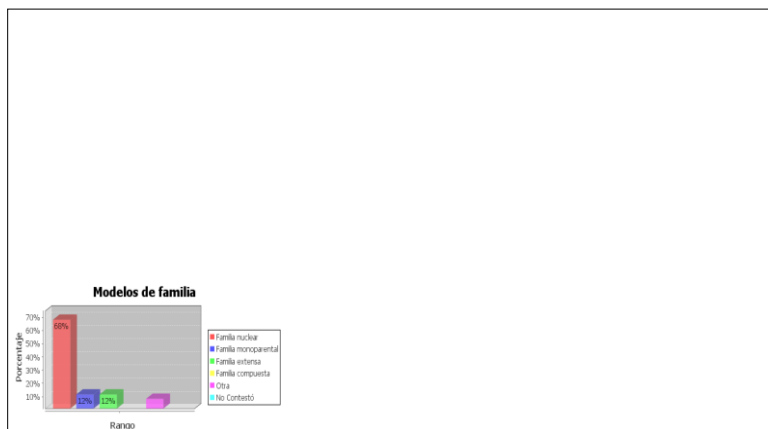 Modelos de familia
Porcentaje
70%
60%
50%
40%
30%
20%
10%
68%
12%
12%
Rango
Familia nuclear
Familia monoparental
Familia extensa
Familia compuesta
Otra
No Contestó